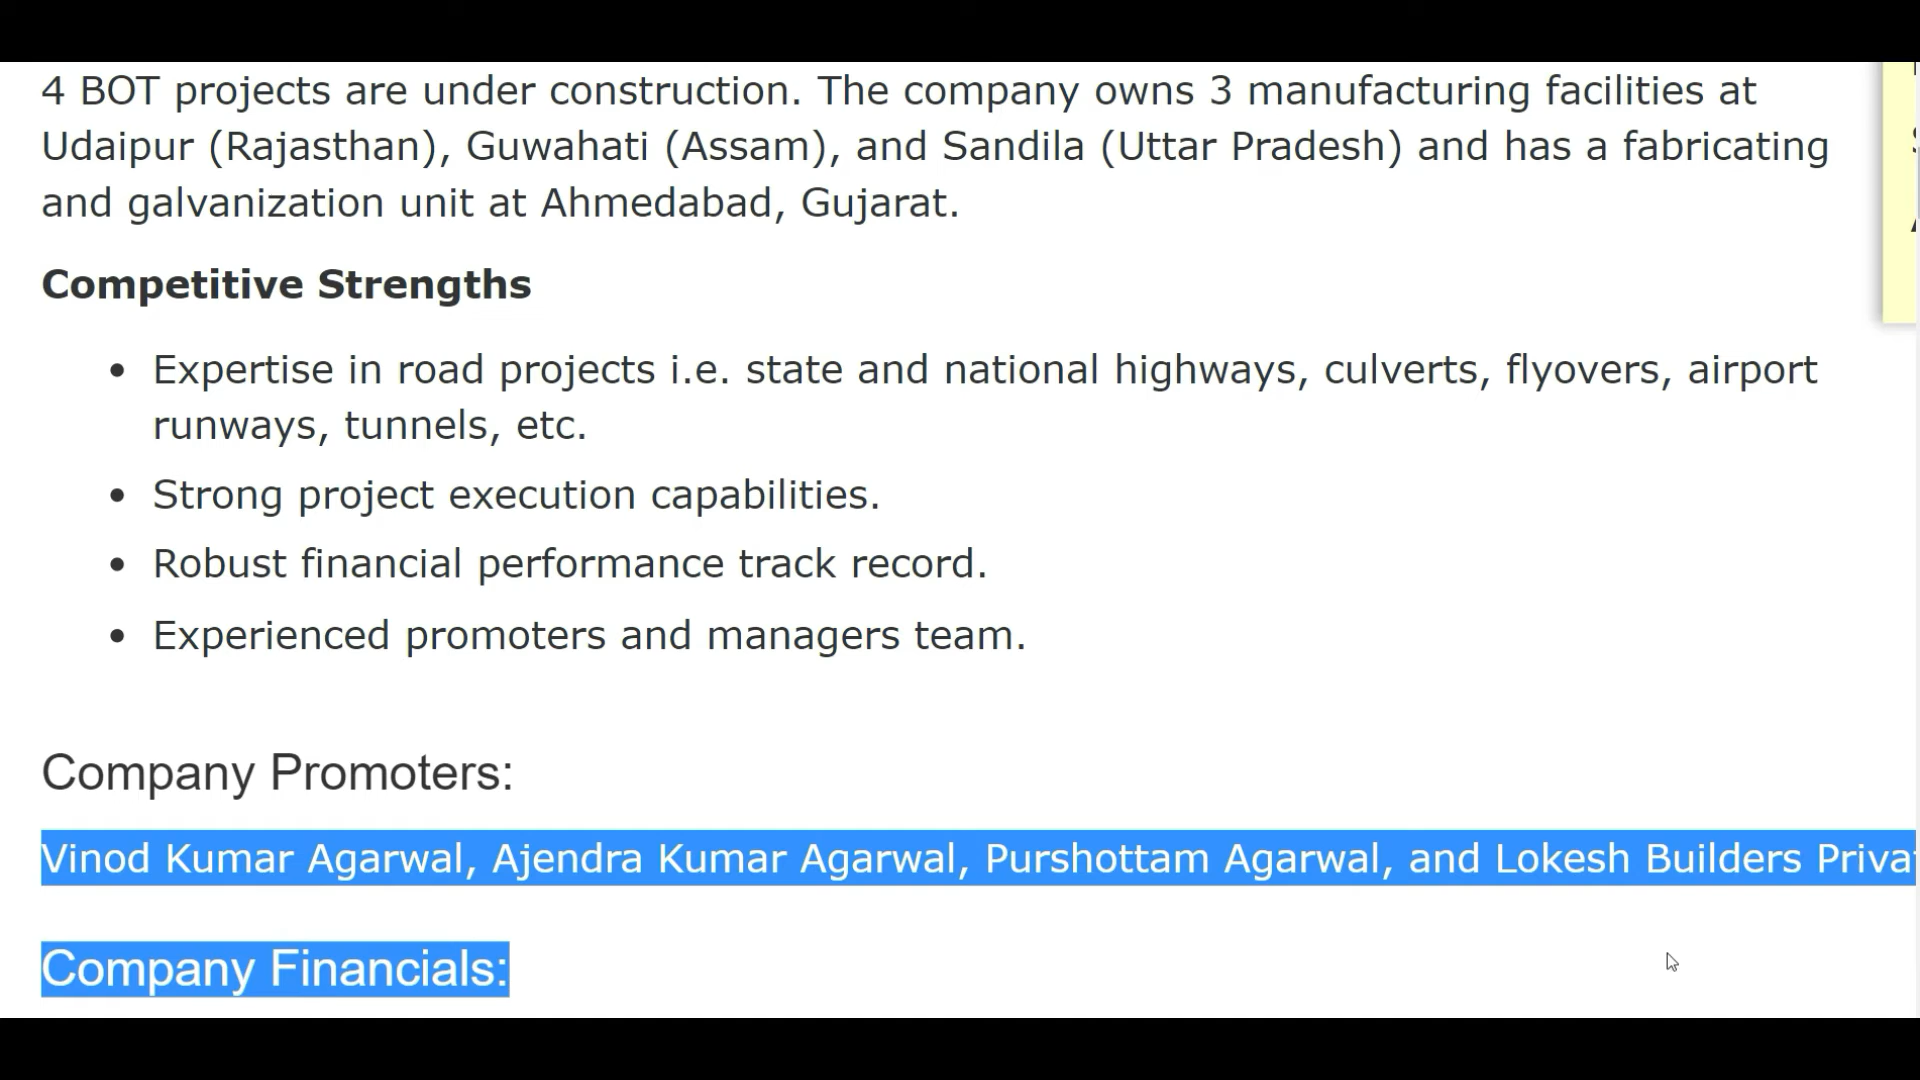 4 BOT projects are under construction. The company owns 3 manufacturing facilities at
Udaipur (Rajasthan), Guwahati (Assam), and Sandila (Uttar Pradesh) and has a fabricating
and galvanization unit at Ahmedabad, Gujarat.
Competitive Strengths
• Expertise in road projects i.e. state and national highways, culverts, flyovers, airport
runways, tunnels, etc.
• Strong project execution capabilities.
• Robust financial performance track record.
• Experienced promoters and managers team.
Company Promoters:
Vinod Kumar Agarwal, Ajendra Kumar Agarwal, Purshottam Agarwal, and Lokesh Builders
Company Financials: